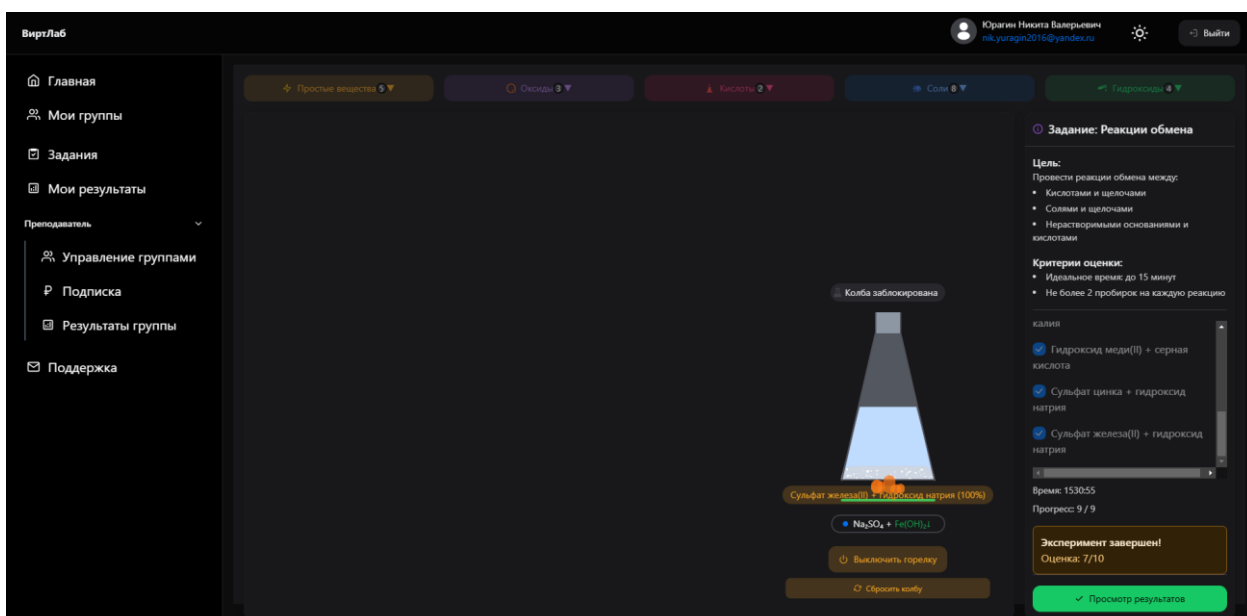 ВиртЛаб
Юрагин Никита Валерьевич
nik.yuragin2016@yandex.ru
Выйти
Главная
Мои группы
Задания
Мои результаты
Преподаватель
Управление группами
Подписка
Результаты группы
Поддержка
Простые вещества 5 ▼
Оксиды 3 ▼
Кислоты 2 ▼
Соли 8 ▼
Гидроксиды 4 ▼
Колба заблокирована
Сульфат железа(II) + гидроксид натрия (100%)
Na₂SO₄ + Fe(OH)₂↓
Выключить горелку
Сбросить колбу
Задание: Реакции обмена
Цель:
Провести реакции обмена между:
• Кислотами и щелочами
• Солями и щелочами
• Нерастворимыми основаниями и
кислотами
Критерии оценки:
• Идеальное время: до 15 минут
• Не более 2 пробирок на каждую реакцию
калия
Гидроксид меди(II) + серная
кислота
Сульфат цинка + гидроксид
натрия
Сульфат железа(II) + гидроксид
натрия
Время: 1530:55
Прогресс: 9 / 9
Эксперимент завершен!
Оценка: 7/10
Просмотр результатов